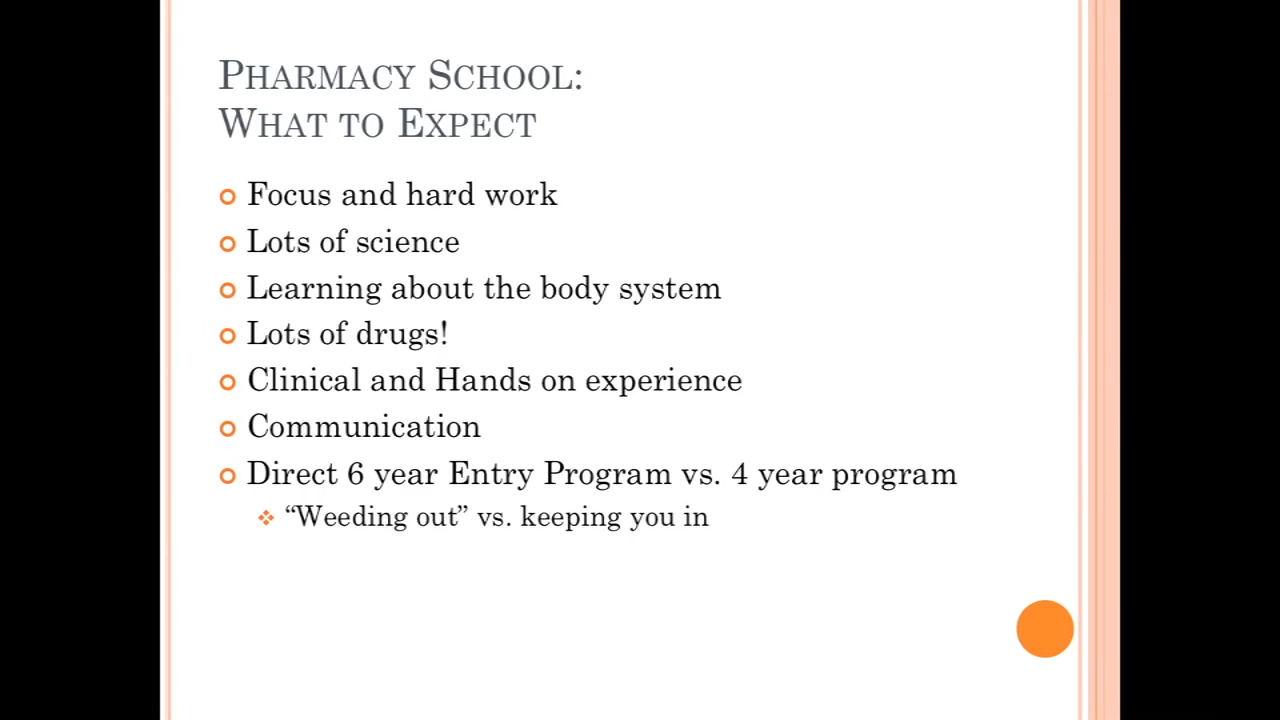 Pharmacy School:
What to Expect
Focus and hard work
Lots of science
Learning about the body system
Lots of drugs!
Clinical and Hands on experience
Communication
Direct 6 year Entry Program vs. 4 year program
“Weeding out” vs. keeping you in